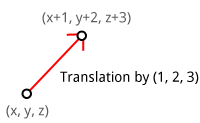 (x+1, y+2, z+3)
Translation by (1, 2, 3)
(x, y, z)